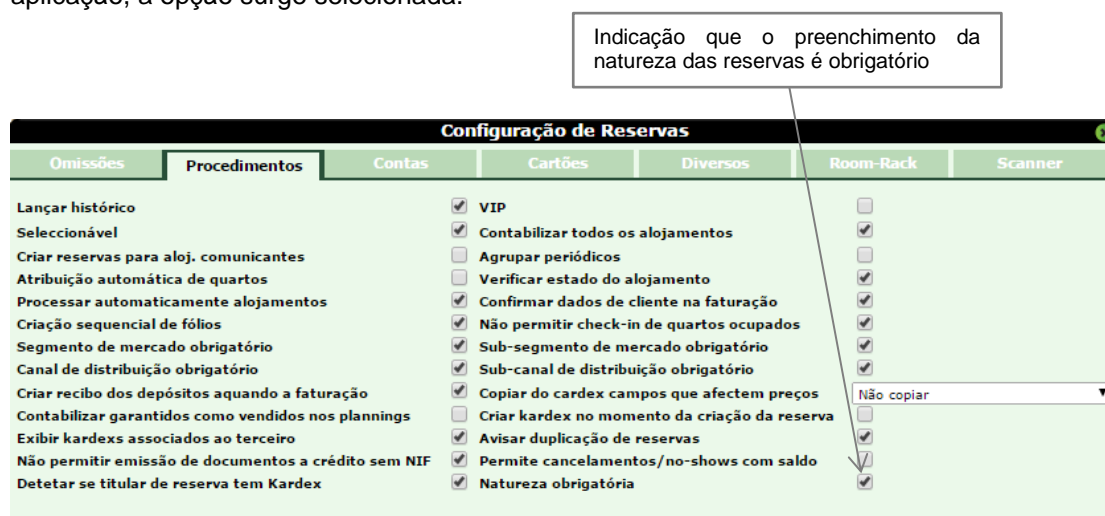 aplicação, a opção surge selecionada.
Indicação que o preenchimento da
natureza das reservas é obrigatório
Configuração de Reservas
Omissões Procedimentos Contas Cartões Diversos Room-Rack Scanner
Lançar histórico VIP
Seleccionável Contabilizar todos os alojamentos
Criar reservas para aloj. comunicantes Agrupar periódicos
Atribuição automática de quartos Verificar estado do alojamento
Processar automaticamente alojamentos Confirmar dados de cliente na faturação
Criação sequencial de fólios Não permitir check-in de quartos ocupados
Segmento de mercado obrigatório Sub-segmento de mercado obrigatório
Canal de distribuição obrigatório Sub-canal de distribuição obrigatório
Criar recibo dos depósitos aquando a faturação Copiar do cardex campos que afectem preços Não copiar
Contabilizar garantidos como vendidos nos plannings Criar kardex no momento da criação da reserva
Exibir kardexs associados ao terceiro Avisar duplicação de reservas
Não permitir emissão de documentos a crédito sem NIF Permite cancelamentos/no-shows com saldo
Detetar se titular de reserva tem Kardex Natureza obrigatória